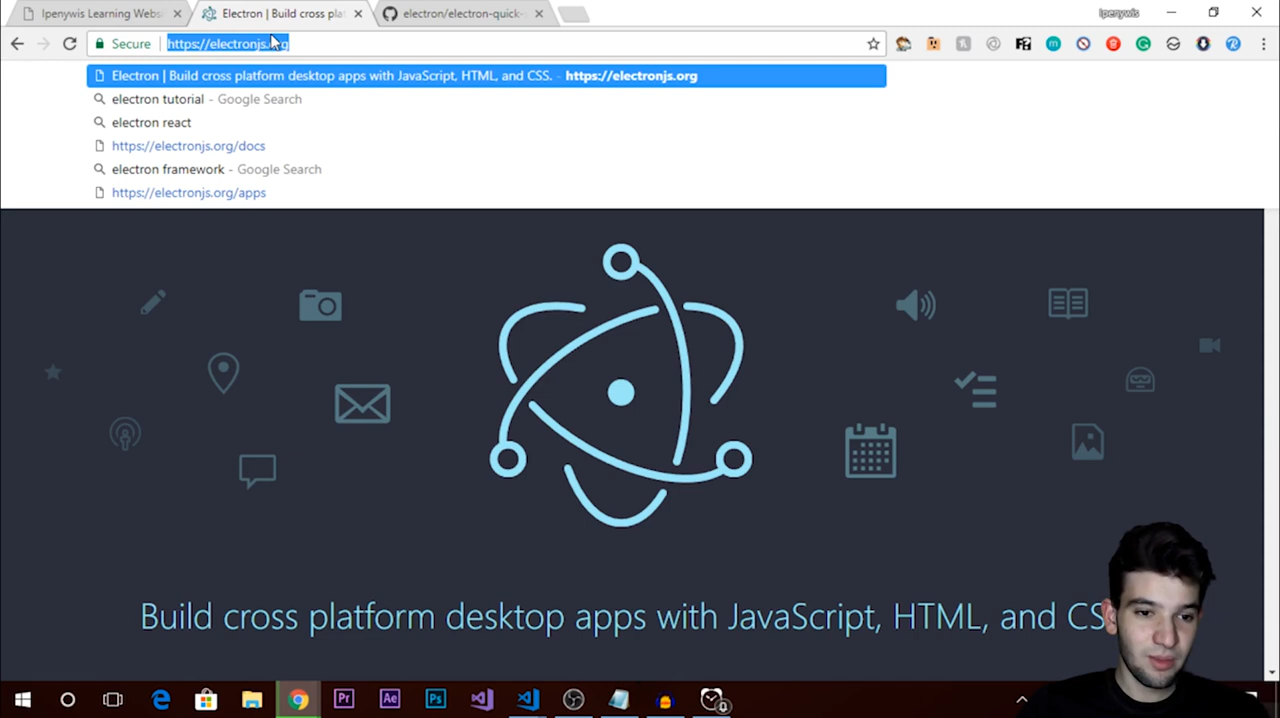 Ipenywis Learning Webs
Electron | Build cross pla
electron/electron-quick-
Ipenywis
Secure
https://electronjs.org
Electron | Build cross platform desktop apps with JavaScript, HTML, and CSS. - https://electronjs.org
electron tutorial - Google Search
electron react
https://electronjs.org/docs
electron framework - Google Search
https://electronjs.org/apps
Build cross platform desktop apps with JavaScript, HTML, and CS
Pr
Ae
Ps